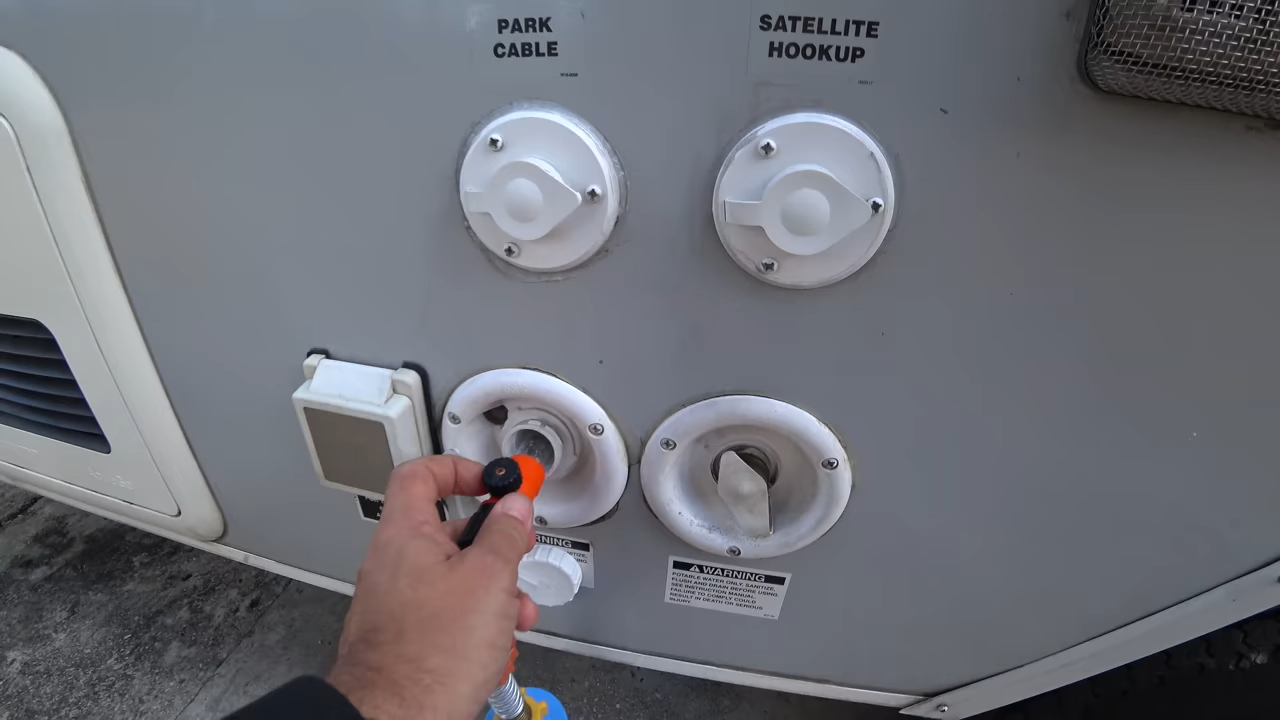 PARK
CABLE
SATELLITE
HOOKUP
WARNING
POTABLE WATER ONLY. SANITIZE,
FLUSH AND DRAIN BEFORE USING.
SEE INSTRUCTION MANUAL.
FAILURE TO COMPLY COULD
RESULT IN DEATH OR SERIOUS
INJURY.